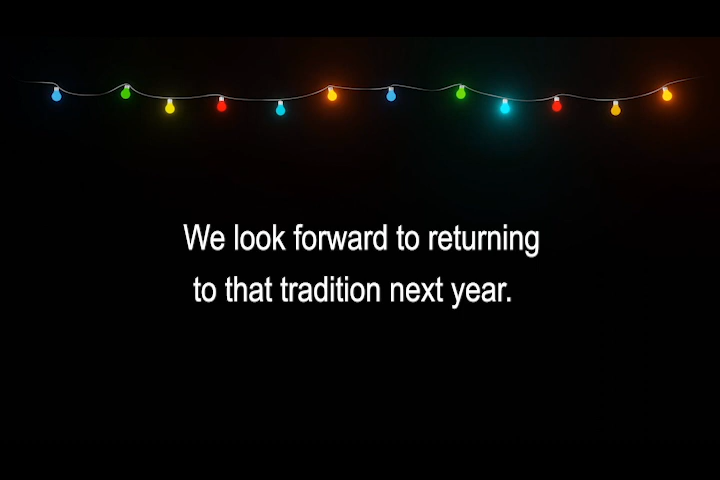 We look forward to returning
to that tradition next year.